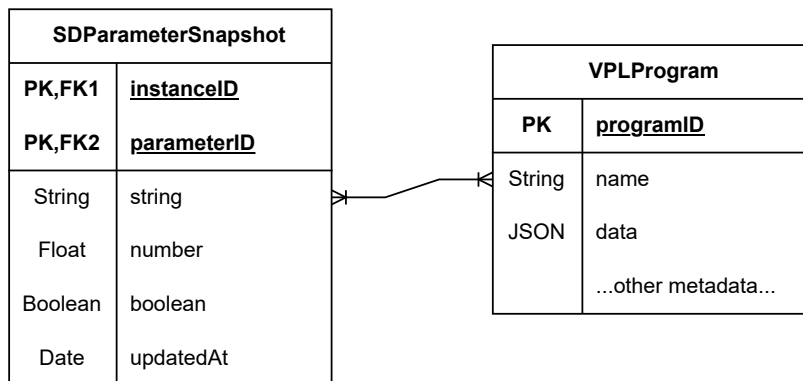 SDParameterSnapshot
PK,FK1 instanceID
PK,FK2 parameterID
String string
Float number
Boolean boolean
Date updatedAt
VPLProgram
PK programID
String name
JSON data
...other metadata...